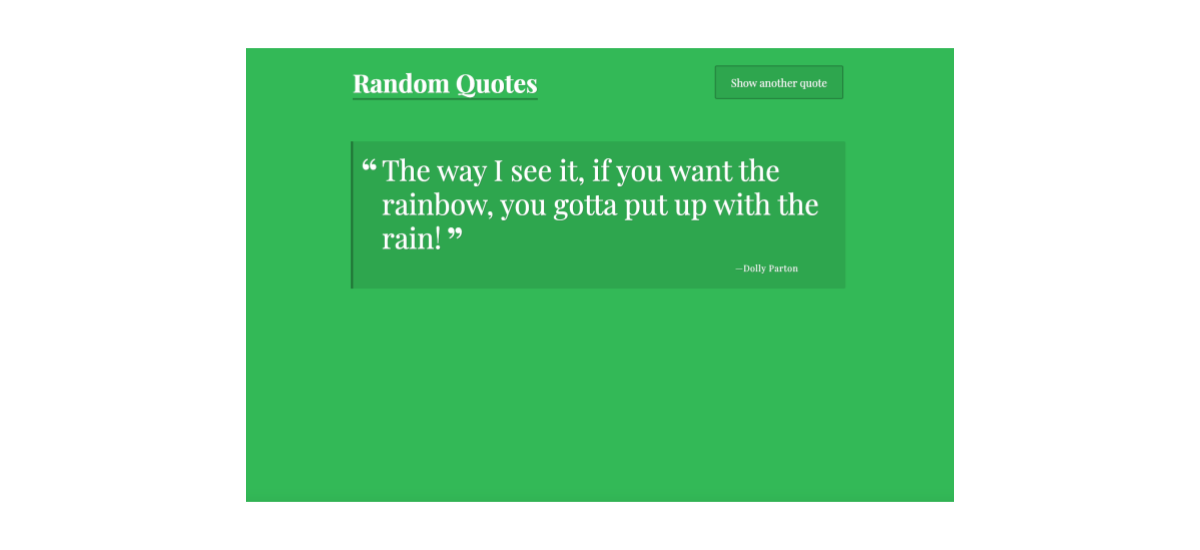 Random Quotes
Show another quote
“ The way I see it, if you want the
rainbow, you gotta put up with the
rain! ”
—Dolly Parton